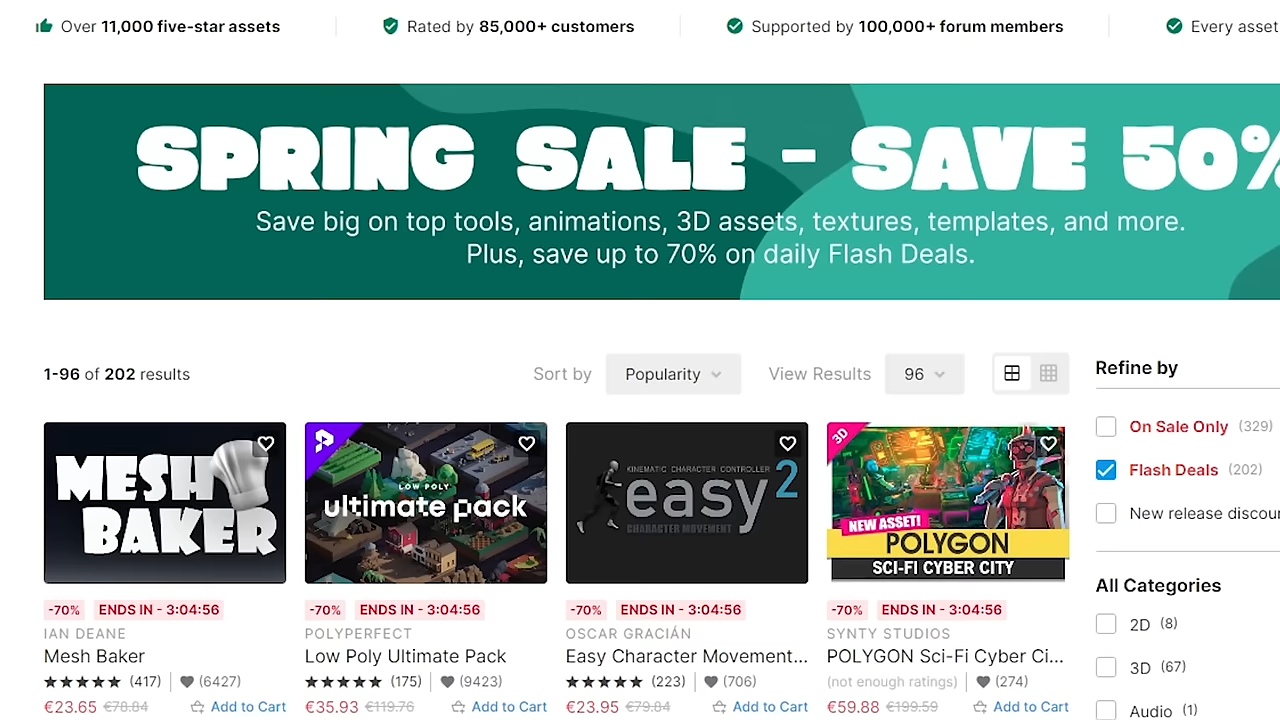 Over 11,000 five-star assets
Rated by 85,000+ customers
Supported by 100,000+ forum members
Every asset
SPRING SALE - SAVE 50%
Save big on top tools, animations, 3D assets, textures, templates, and more.
Plus, save up to 70% on daily Flash Deals.
1-96 of 202 results
Sort by
Popularity
View Results
96
Refine by
On Sale Only (329)
Flash Deals (202)
New release discou
MESH
BAKER
LOW POLY
ultimate pack
KINEMATIC CHARACTER CONTROLLER
easy 2
CHARACTER MOVEMENT
3D
NEW ASSET!
POLYGON
SCI-FI CYBER CITY
All Categories
2D (8)
3D (67)
Audio (1)
-70% ENDS IN - 3:04:56
IAN DEANE
Mesh Baker
(417) (6427)
€23.65 €78.84 Add to Cart
-70% ENDS IN - 3:04:56
POLYPERFECT
Low Poly Ultimate Pack
(175) (9423)
€35.93 €119.76 Add to Cart
-70% ENDS IN - 3:04:56
OSCAR GRACIÁN
Easy Character Movement...
(223) (706)
€23.95 €79.84 Add to Cart
-70% ENDS IN - 3:04:56
SYNTY STUDIOS
POLYGON Sci-Fi Cyber Ci...
(not enough ratings) (274)
€59.88 €199.59 Add to Cart